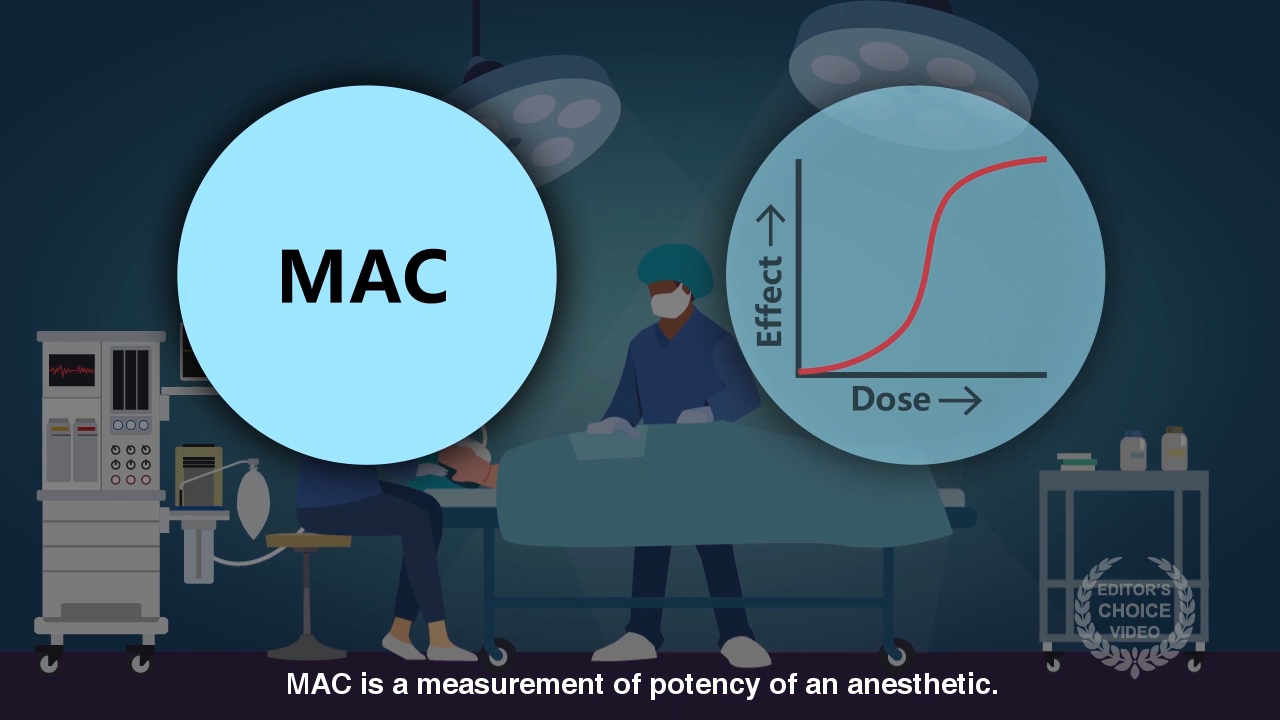 MAC
Effect
Dose
EDITOR'S
CHOICE
VIDEO
MAC is a measurement of potency of an anesthetic.